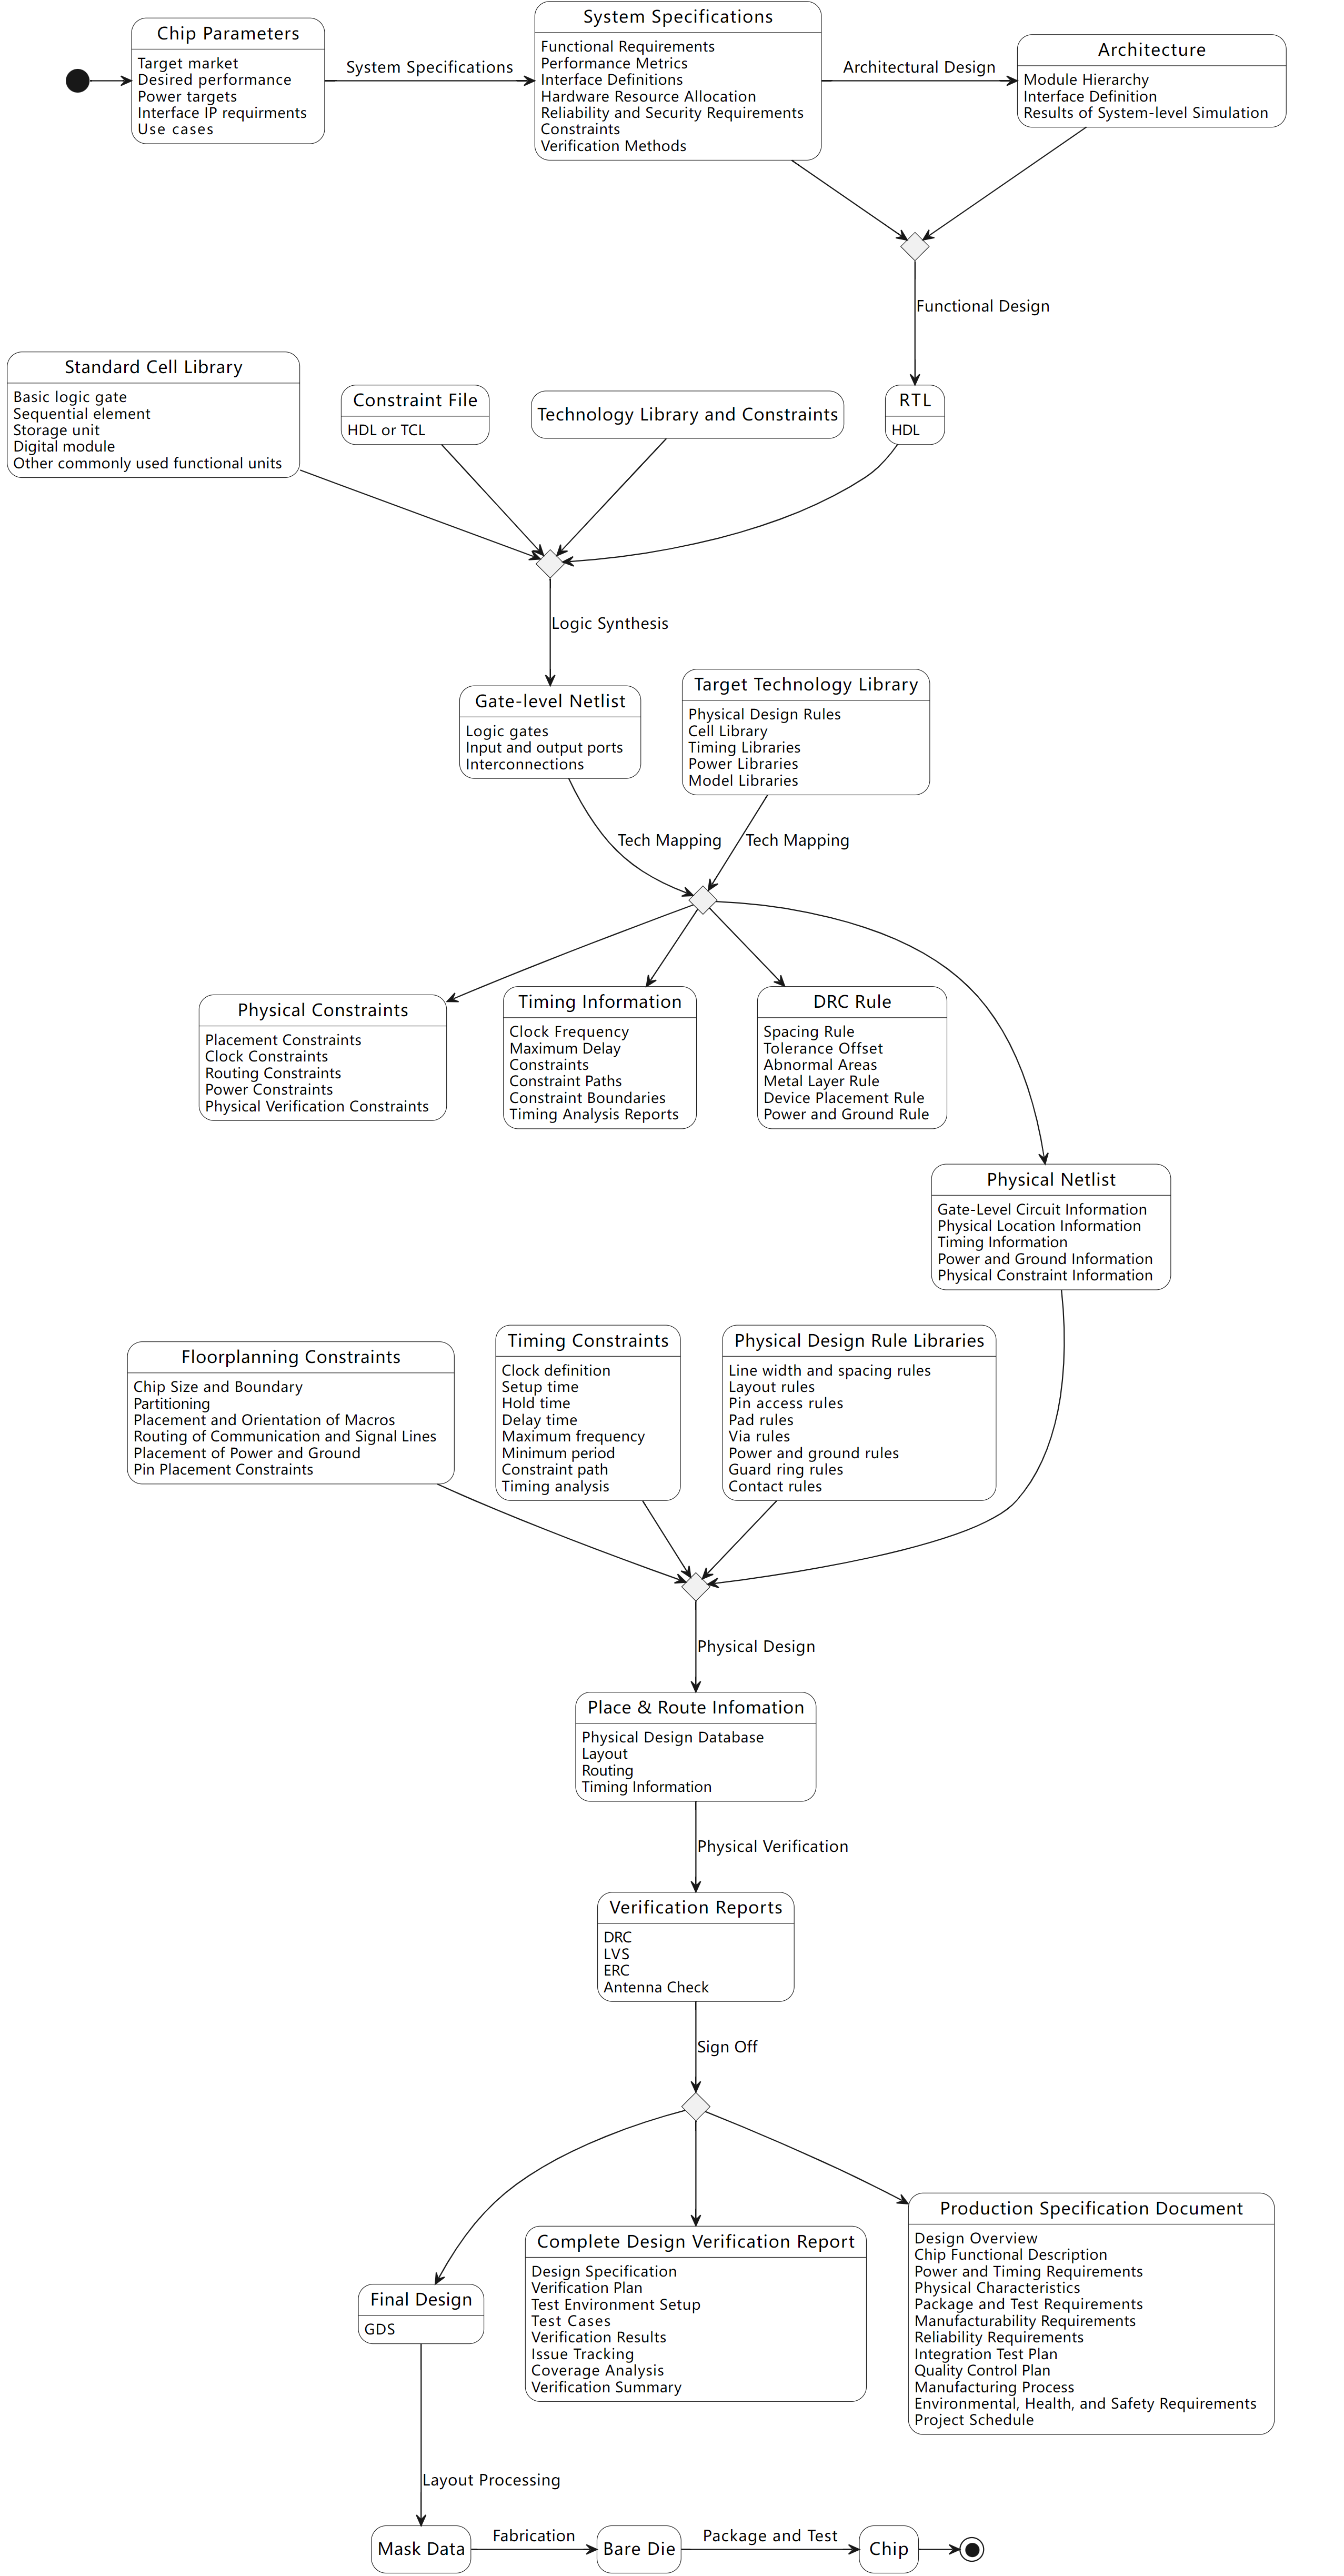 Chip Parameters
Target market
Desired performance
Power targets
Interface IP requirments
Use cases
System Specifications
System Specifications
Functional Requirements
Performance Metrics
Interface Definitions
Hardware Resource Allocation
Reliability and Security Requirements
Constraints
Verification Methods
Architectural Design
Architecture
Module Hierarchy
Interface Definition
Results of System-level Simulation
Functional Design
Standard Cell Library
Basic logic gate
Sequential element
Storage unit
Digital module
Other commonly used functional units
Constraint File
HDL or TCL
Technology Library and Constraints
RTL
HDL
Logic Synthesis
Gate-level Netlist
Logic gates
Input and output ports
Interconnections
Target Technology Library
Physical Design Rules
Cell Library
Timing Libraries
Power Libraries
Model Libraries
Tech Mapping
Tech Mapping
Physical Constraints
Placement Constraints
Clock Constraints
Routing Constraints
Power Constraints
Physical Verification Constraints
Timing Information
Clock Frequency
Maximum Delay
Constraints
Constraint Paths
Constraint Boundaries
Timing Analysis Reports
DRC Rule
Spacing Rule
Tolerance Offset
Abnormal Areas
Metal Layer Rule
Device Placement Rule
Power and Ground Rule
Physical Netlist
Gate-Level Circuit Information
Physical Location Information
Timing Information
Power and Ground Information
Physical Constraint Information
Floorplanning Constraints
Chip Size and Boundary
Partitioning
Placement and Orientation of Macros
Routing of Communication and Signal Lines
Placement of Power and Ground
Pin Placement Constraints
Timing Constraints
Clock definition
Setup time
Hold time
Delay time
Maximum frequency
Minimum period
Constraint path
Timing analysis
Physical Design Rule Libraries
Line width and spacing rules
Layout rules
Pin access rules
Pad rules
Via rules
Power and ground rules
Guard ring rules
Contact rules
Physical Design
Place & Route Infomation
Physical Design Database
Layout
Routing
Timing Information
Physical Verification
Verification Reports
DRC
LVS
ERC
Antenna Check
Sign Off
Final Design
GDS
Complete Design Verification Report
Design Specification
Verification Plan
Test Environment Setup
Test Cases
Verification Results
Issue Tracking
Coverage Analysis
Verification Summary
Production Specification Document
Design Overview
Chip Functional Description
Power and Timing Requirements
Physical Characteristics
Package and Test Requirements
Manufacturability Requirements
Reliability Requirements
Integration Test Plan
Quality Control Plan
Manufacturing Process
Environmental, Health, and Safety Requirements
Project Schedule
Layout Processing
Mask Data
Fabrication
Bare Die
Package and Test
Chip